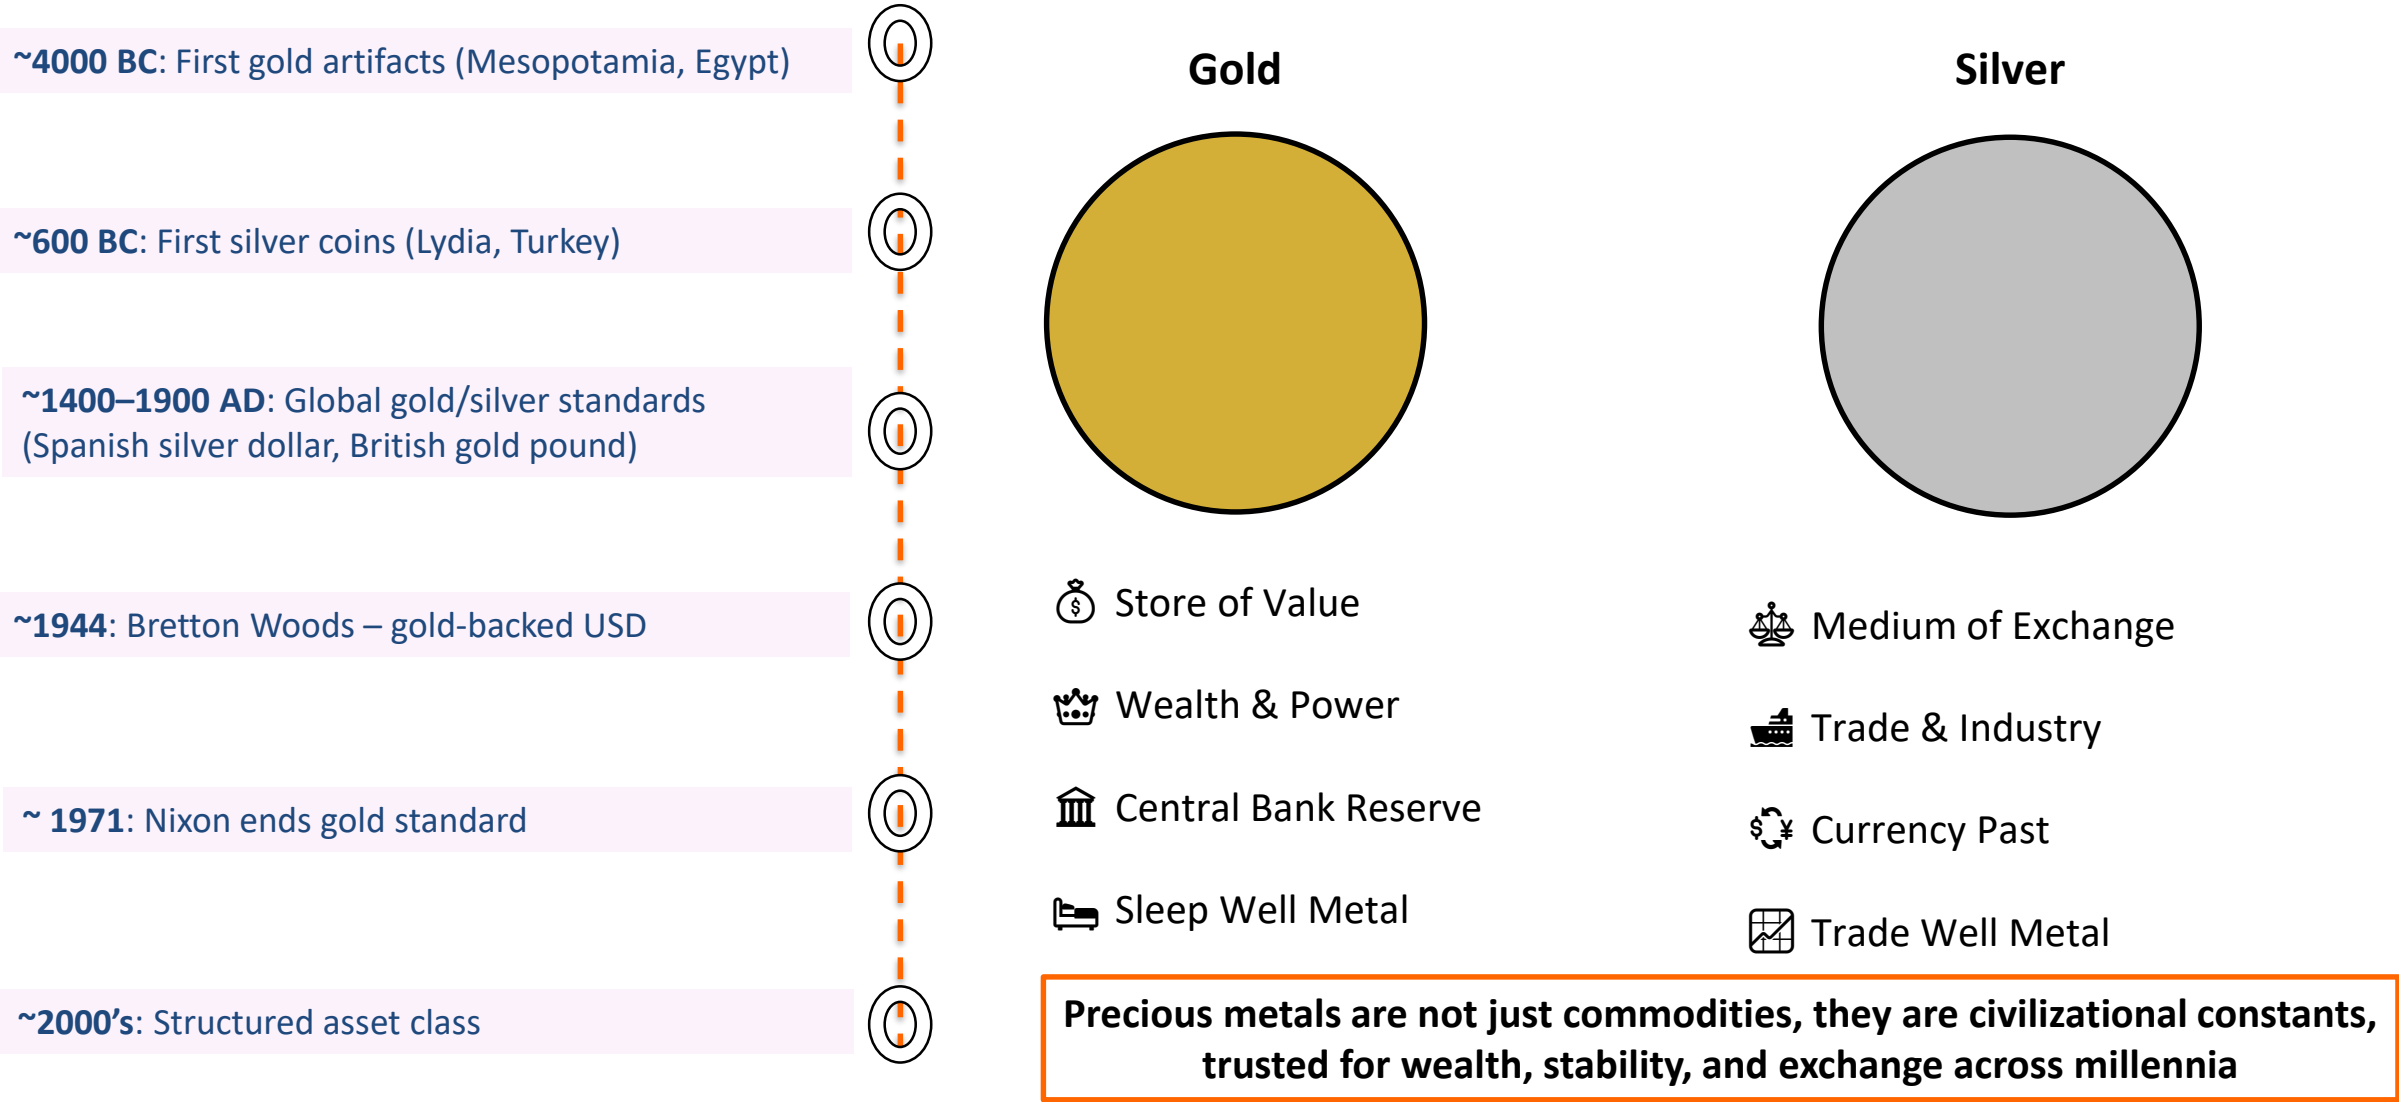 ~4000 BC: First gold artifacts (Mesopotamia, Egypt)
~600 BC: First silver coins (Lydia, Turkey)
~1400–1900 AD: Global gold/silver standards
(Spanish silver dollar, British gold pound)
~1944: Bretton Woods – gold-backed USD
~ 1971: Nixon ends gold standard
~2000’s: Structured asset class
Gold
Store of Value
Wealth & Power
Central Bank Reserve
Sleep Well Metal
Silver
Medium of Exchange
Trade & Industry
Currency Past
Trade Well Metal
Precious metals are not just commodities, they are civilizational constants,
trusted for wealth, stability, and exchange across millennia